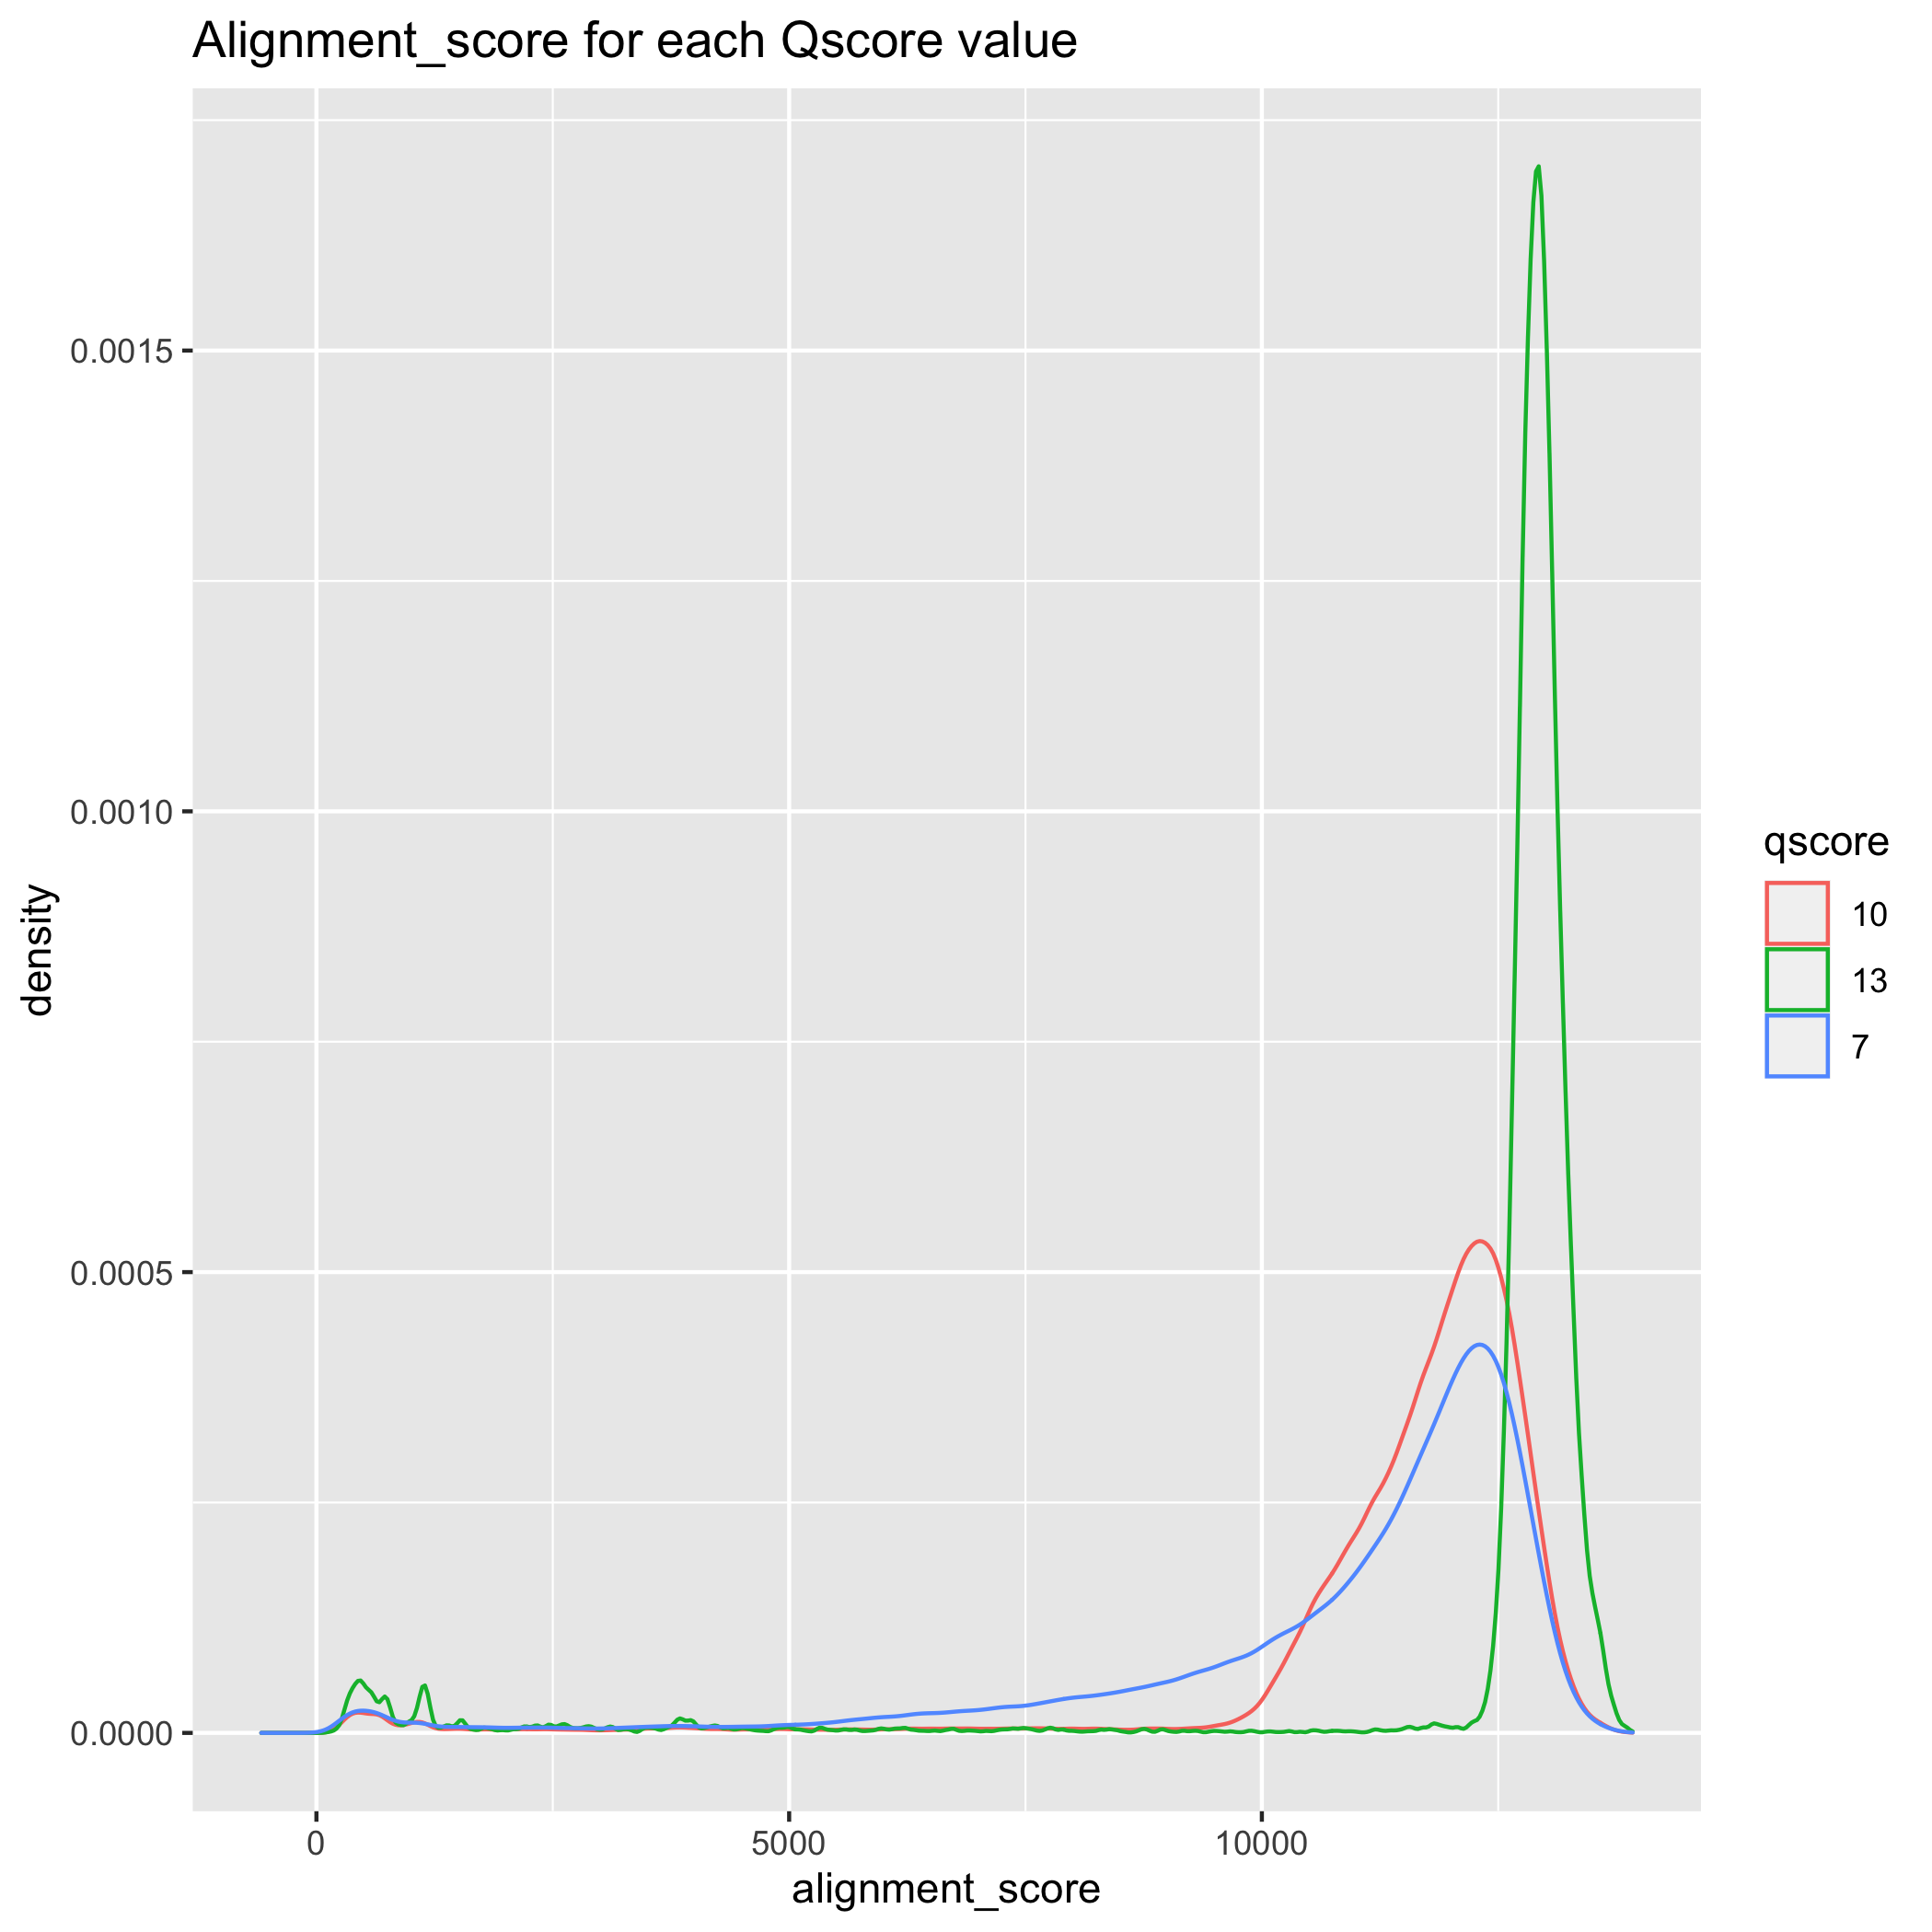 Alignment_score for each Qscore value
0.0015
0.0010
0.0005
0.0000
density
0
5000
10000
alignment_score
qscore
10
13
7